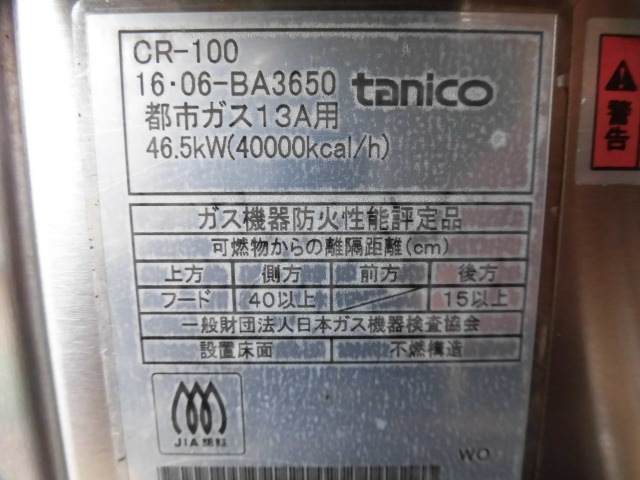 CR-100
16・06-BA3650
tanico
都市ガス13A用
46.5kW(40000kcal/h)
ガス機器防火性能評定品
可燃物からの離隔距離(cm)
上方 側方 前方 後方
フード 40以上 15以上
一般財団法人日本ガス機器検査協会
設置床面 不燃構造
JIA
WO
警告